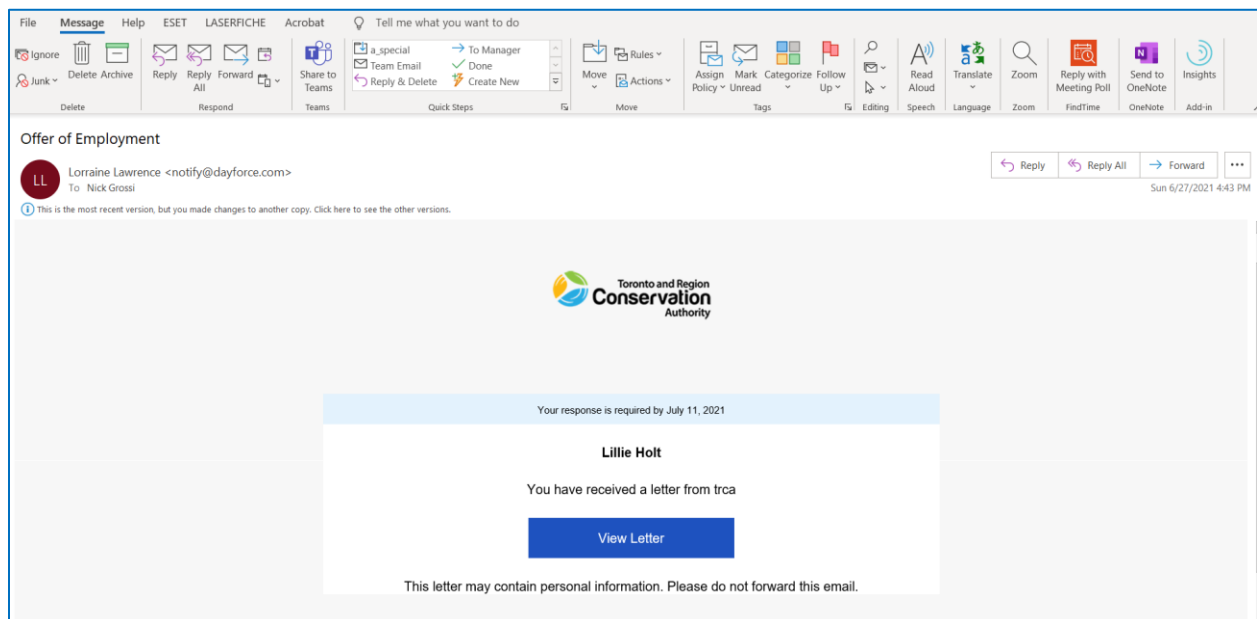 File Message Help ESET LASERFICHE Acrobat Tell me what you want to do
Ignore
Junk
Delete Archive
Delete
Reply Reply All Forward
Respond
Share to Teams
Teams
a_special
Team Email
Reply & Delete
To Manager
Done
Create New
Quick Steps
Move
Rules
Actions
Move
Assign Policy Mark Unread Categorize Follow Up
Tags
Editing
Read Aloud
Speech
Translate
Language
Zoom
Zoom
Reply with Meeting Poll
FindTime
Send to OneNote
OneNote
Insights
Add-in
Offer of Employment
LL
Lorraine Lawrence <notify@dayforce.com>
To Nick Grossi
Reply Reply All Forward
Sun 6/27/2021 4:43 PM
This is the most recent version, but you made changes to another copy. Click here to see the other versions.
Toronto and Region
Conservation
Authority
Your response is required by July 11, 2021
Lillie Holt
You have received a letter from trca
View Letter
This letter may contain personal information. Please do not forward this email.